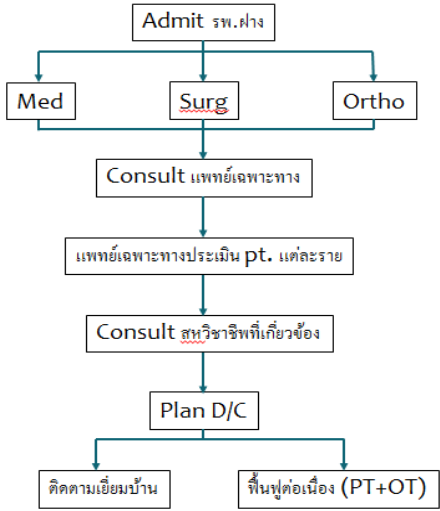 Admit รพ.ฝาง
Med
Surg
Ortho
Consult แพทย์เฉพาะทาง
แพทย์เฉพาะทางประเมิน pt. แต่ละราย
Consult สหวิชาชีพที่เกี่ยวข้อง
Plan D/C
ติดตามเยี่ยมบ้าน
ฟื้นฟูต่อเนื่อง (PT+OT)